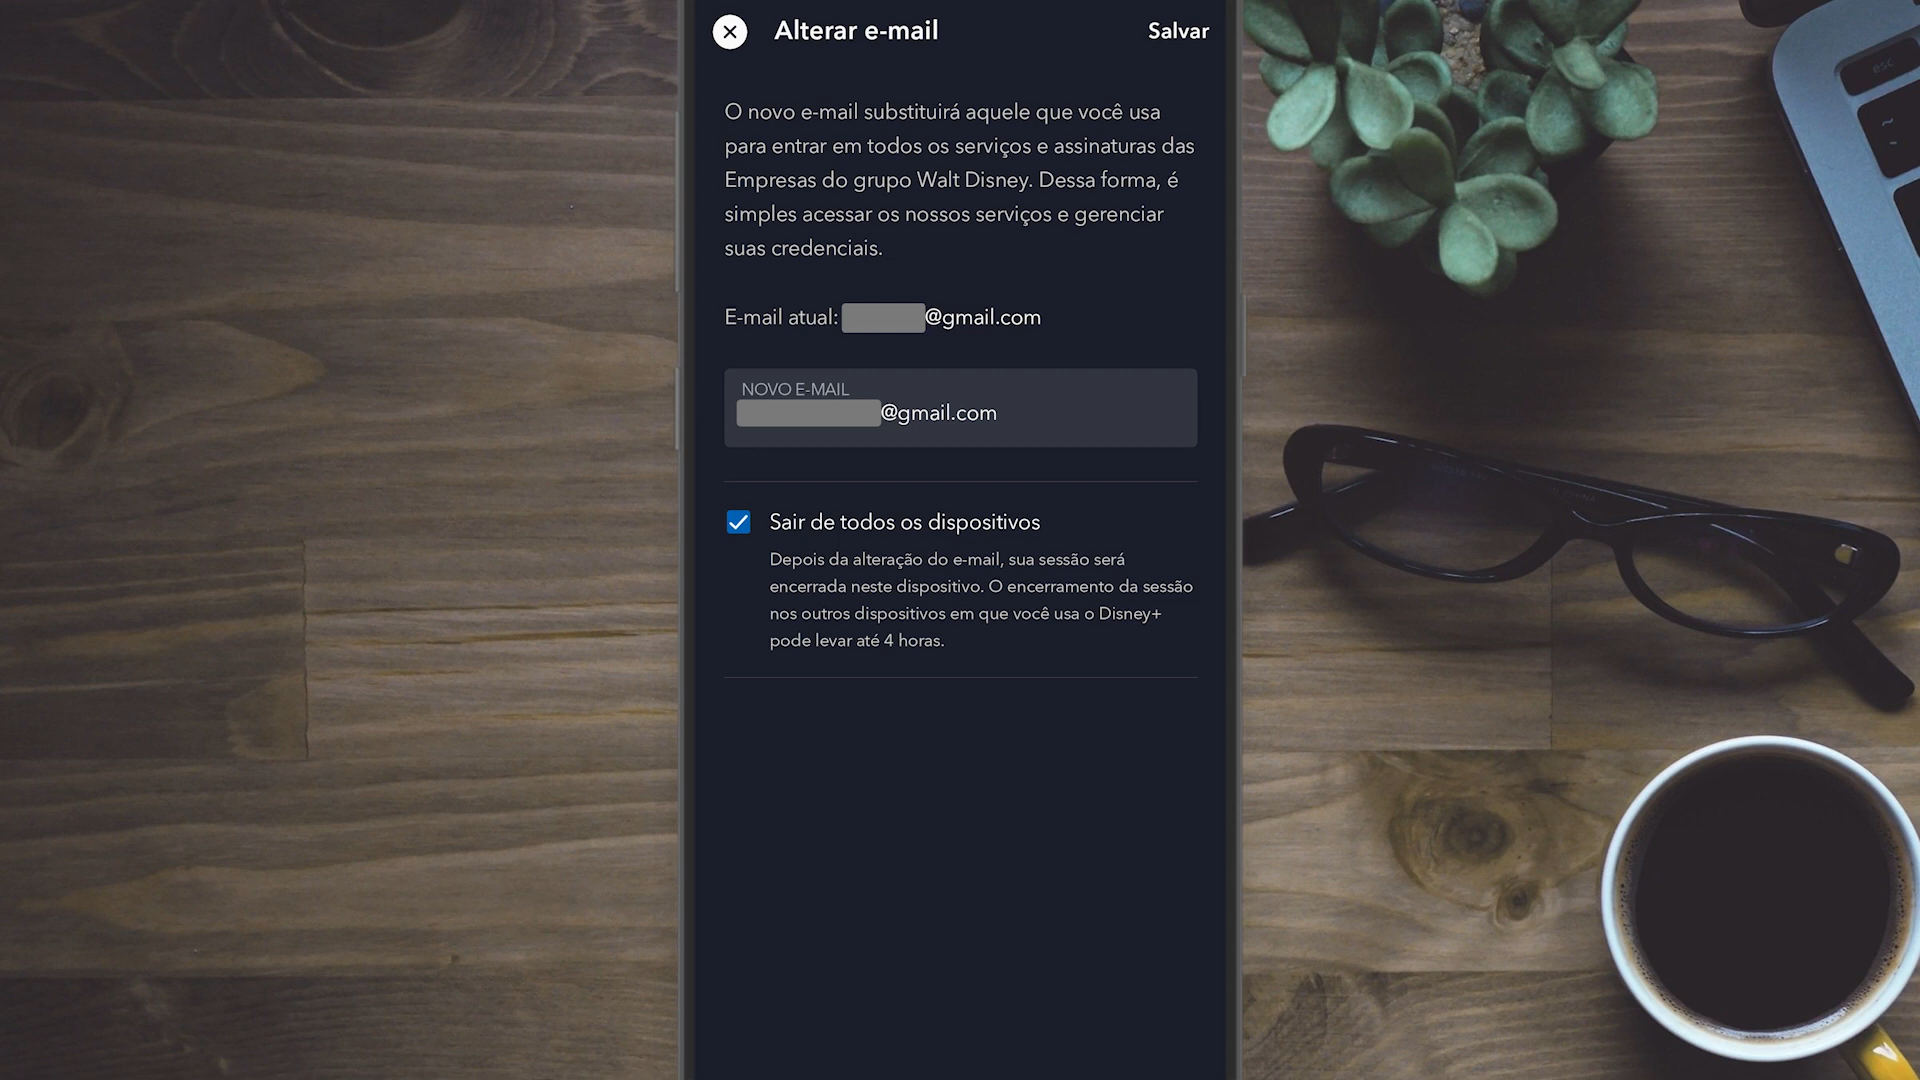 Alterar e-mail
Salvar
O novo e-mail substituirá aquele que você usa
para entrar em todos os serviços e assinaturas das
Empresas do grupo Walt Disney. Dessa forma, é
simples acessar os nossos serviços e gerenciar
suas credenciais.
E-mail atual: @gmail.com
NOVO E-MAIL
@gmail.com
Sair de todos os dispositivos
Depois da alteração do e-mail, sua sessão será
encerrada neste dispositivo. O encerramento da sessão
nos outros dispositivos em que você usa o Disney+
pode levar até 4 horas.
esc
~